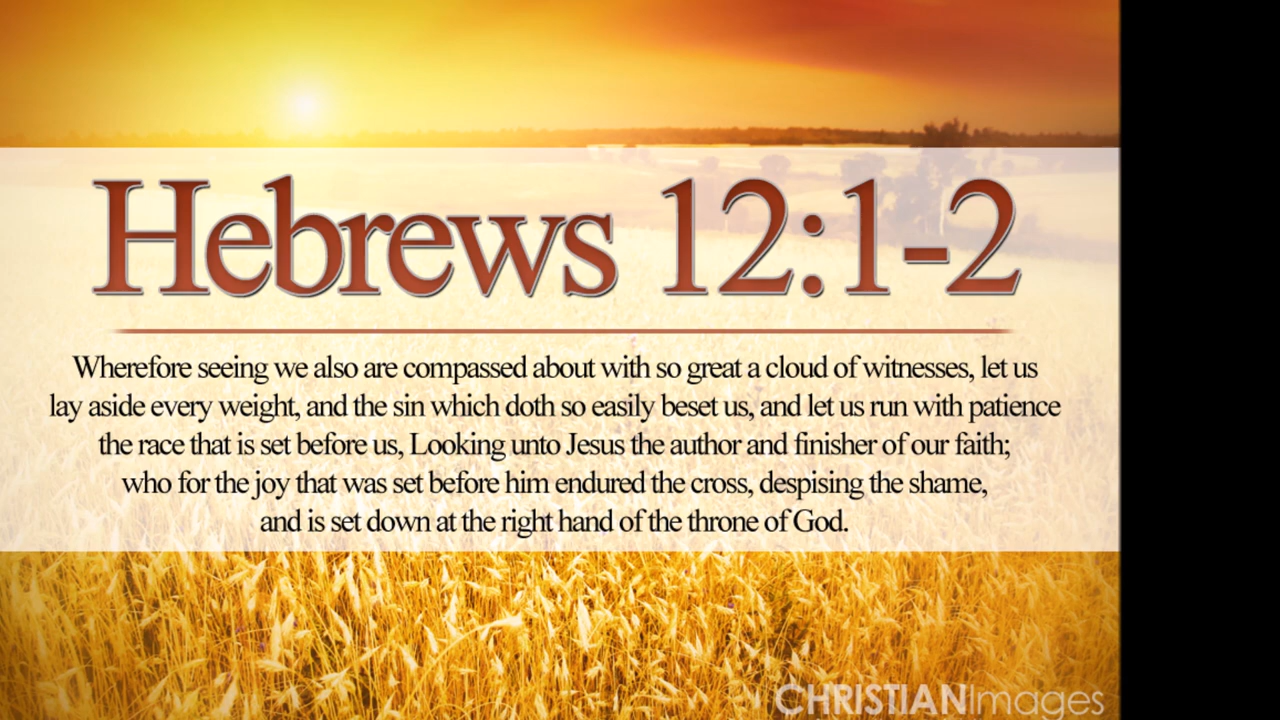 Hebrews 12:1-2
Wherefore seeing we also are compassed about with so great a cloud of witnesses, let us
lay aside every weight, and the sin which doth so easily beset us, and let us run with patience
the race that is set before us, Looking unto Jesus the author and finisher of our faith;
who for the joy that was set before him endured the cross, despising the shame,
and is set down at the right hand of the throne of God.
CHRISTIANImages